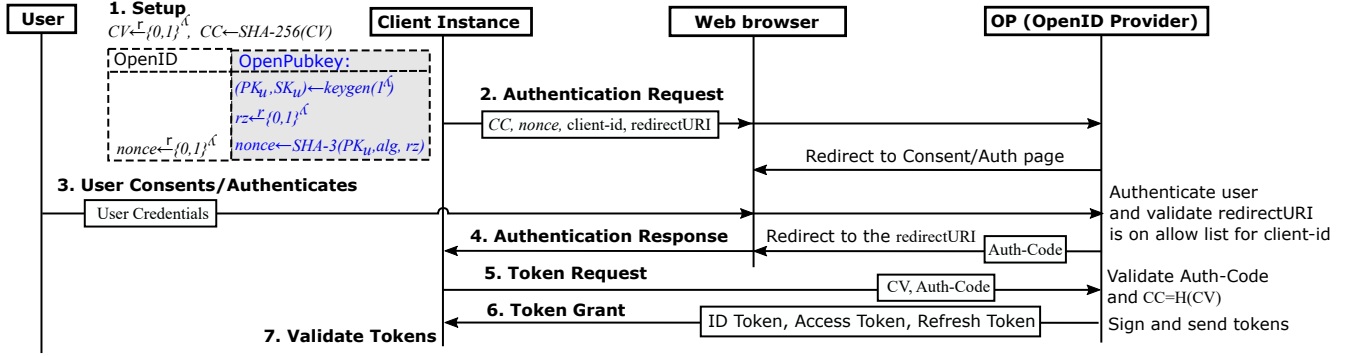 User
1. Setup
CV←r{0,1}^λ, CC←SHA-256(CV)
Client Instance
Web browser
OP (OpenID Provider)
OpenID
OpenPubkey:
(PKu,SKu)←keygen(1^λ)
rz←r{0,1}^λ
nonce←r{0,1}^λ
nonce←SHA-3(PKu,alg, rz)
2. Authentication Request
CC, nonce, client-id, redirectURI
Redirect to Consent/Auth page
3. User Consents/Authenticates
User Credentials
Authenticate user
and validate redirectURI
is on allow list for client-id
4. Authentication Response
Redirect to the redirectURI
Auth-Code
5. Token Request
CV, Auth-Code
Validate Auth-Code
and CC=H(CV)
6. Token Grant
ID Token, Access Token, Refresh Token
Sign and send tokens
7. Validate Tokens